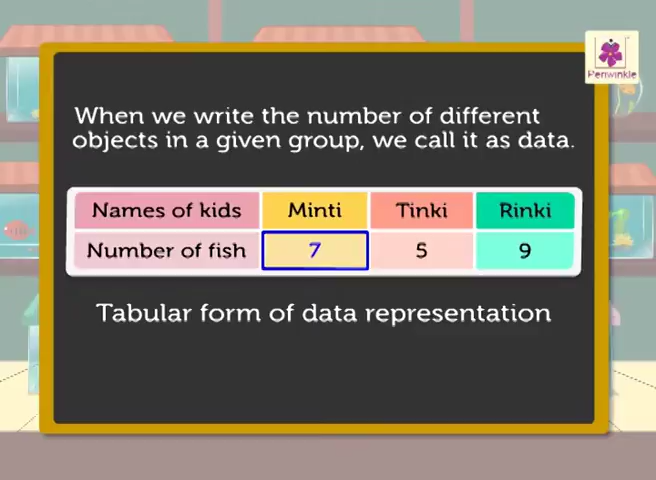 Periwinkle
When we write the number of different
objects in a given group, we call it as data.
Names of kids Minti Tinki Rinki
Number of fish 7 5 9
Tabular form of data representation